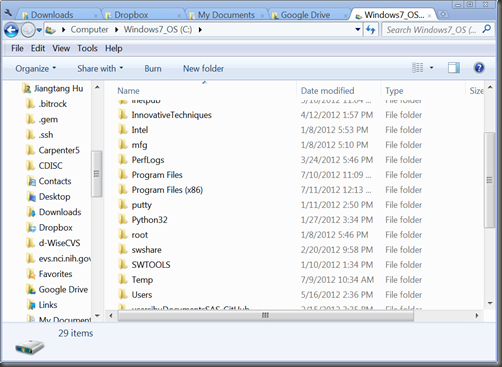 Downloads Dropbox My Documents Google Drive Windows7_OS...
Computer Windows7_OS (C:) Search Windows7_OS (...
File Edit View Tools Help
Organize Share with Burn New folder
Jiangtang Hu
.bitrock
.gem
.ssh
Carpenter5
CDISC
Contacts
Desktop
Downloads
Dropbox
d-WiseCVS
evs.nci.nih.gov
Favorites
Google Drive
Links
My Document
Name Date modified Type Size
inetpub 5/10/2012 11:04 ... File folder
InnovativeTechniques 4/12/2012 1:57 PM File folder
Intel 1/8/2012 5:53 PM File folder
mfg 1/8/2012 5:10 PM File folder
PerfLogs 3/24/2012 5:46 PM File folder
Program Files 7/10/2012 11:09 ... File folder
Program Files (x86) 7/11/2012 12:13 ... File folder
putty 1/11/2012 2:50 PM File folder
Python32 1/27/2012 3:34 PM File folder
root 1/8/2012 5:46 PM File folder
swshare 2/20/2012 9:58 PM File folder
SWTOOLS 1/10/2012 1:34 PM File folder
Temp 7/9/2012 10:34 AM File folder
Users 5/16/2012 2:36 PM File folder
File folder
29 items